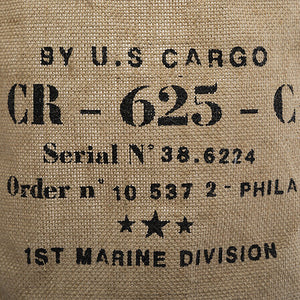 BY U.S CARGO
CR - 625 - C
Serial N° 38.6224
Order n° 10 537 2 - PHILA
★★★
1ST MARINE DIVISION